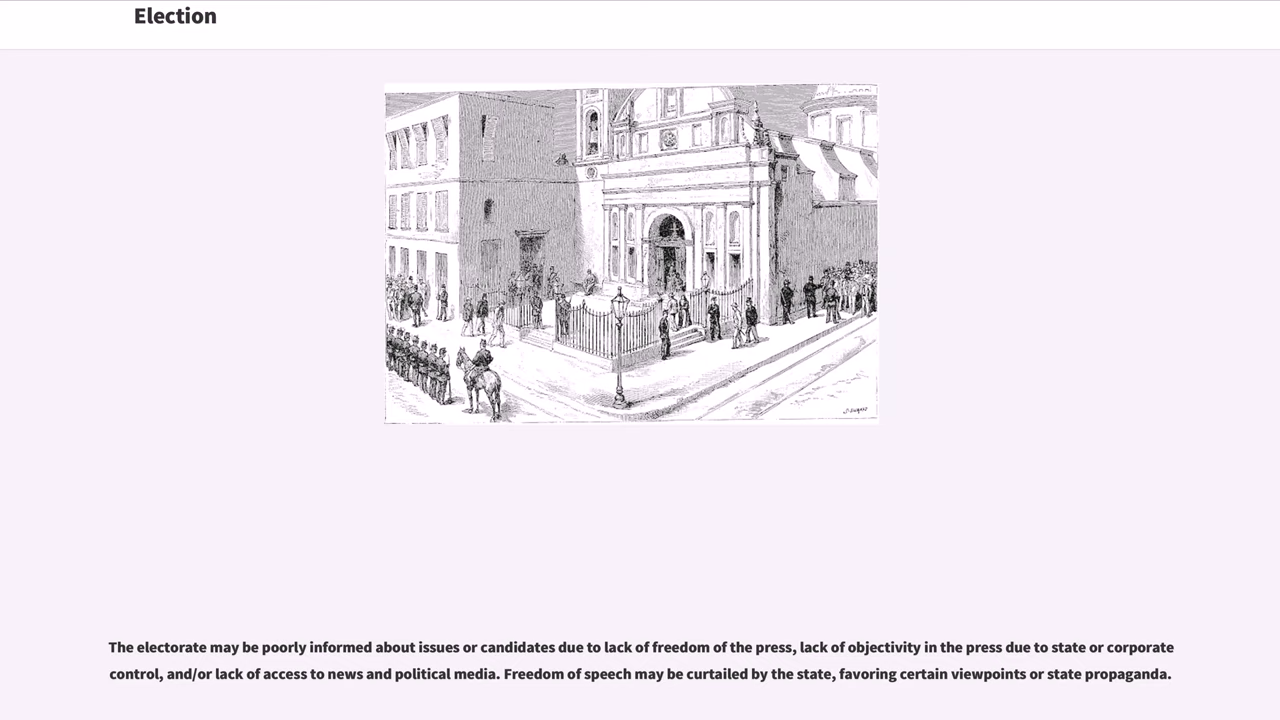 Election
The electorate may be poorly informed about issues or candidates due to lack of freedom of the press, lack of objectivity in the press due to state or corporate
control, and/or lack of access to news and political media. Freedom of speech may be curtailed by the state, favoring certain viewpoints or state propaganda.